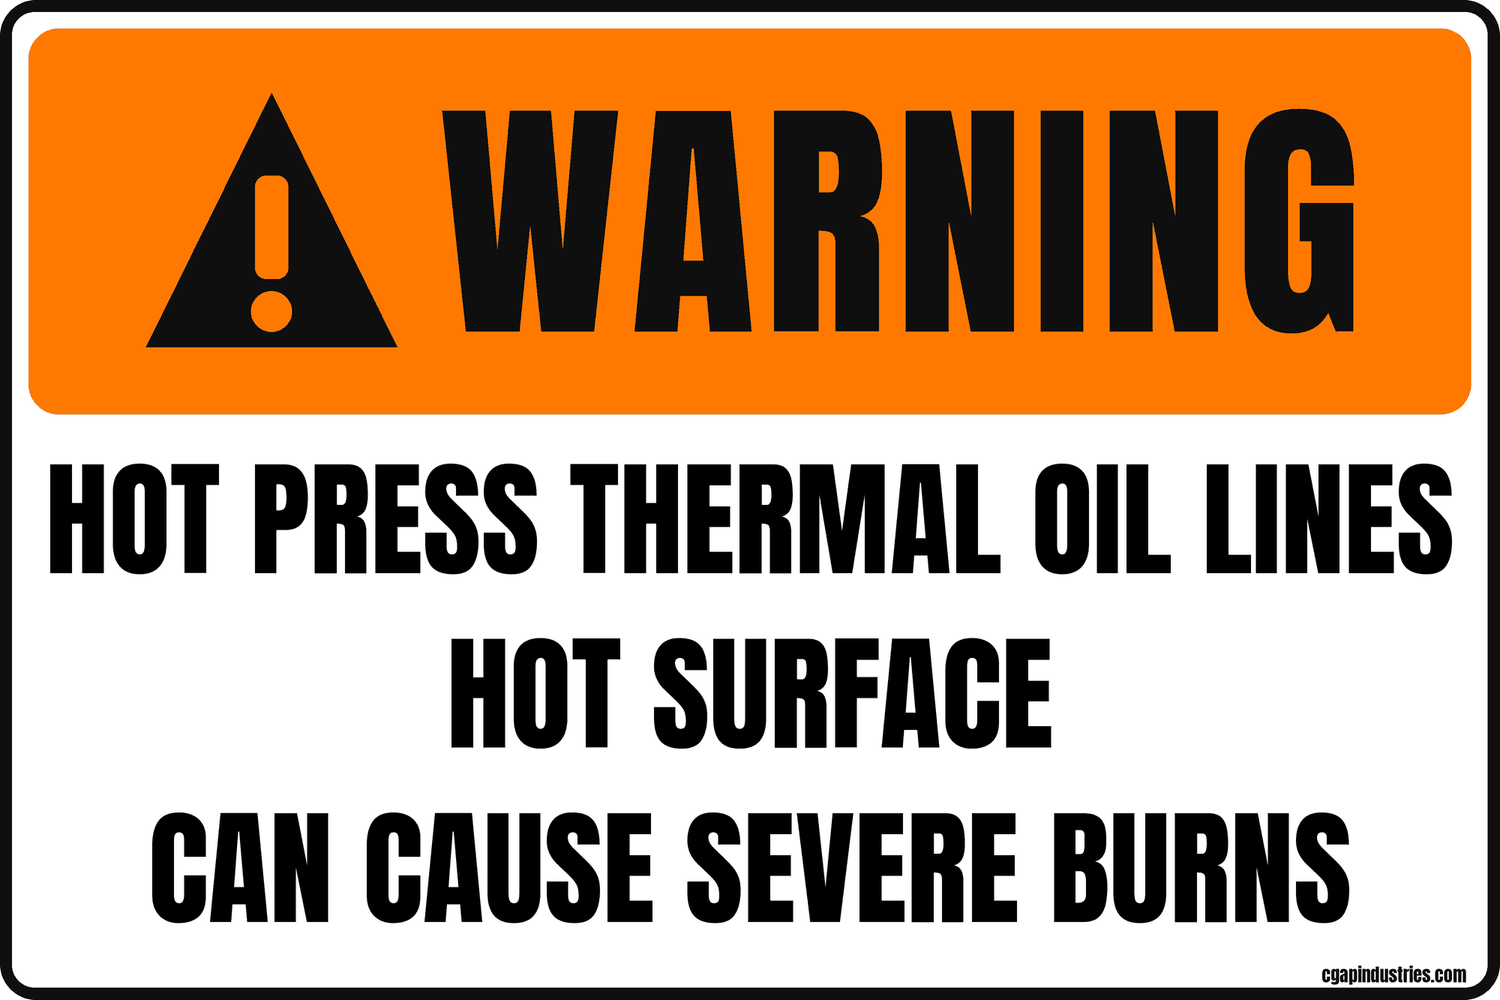 WARNING
HOT PRESS THERMAL OIL LINES
HOT SURFACE
CAN CAUSE SEVERE BURNS
cgapindustries.com